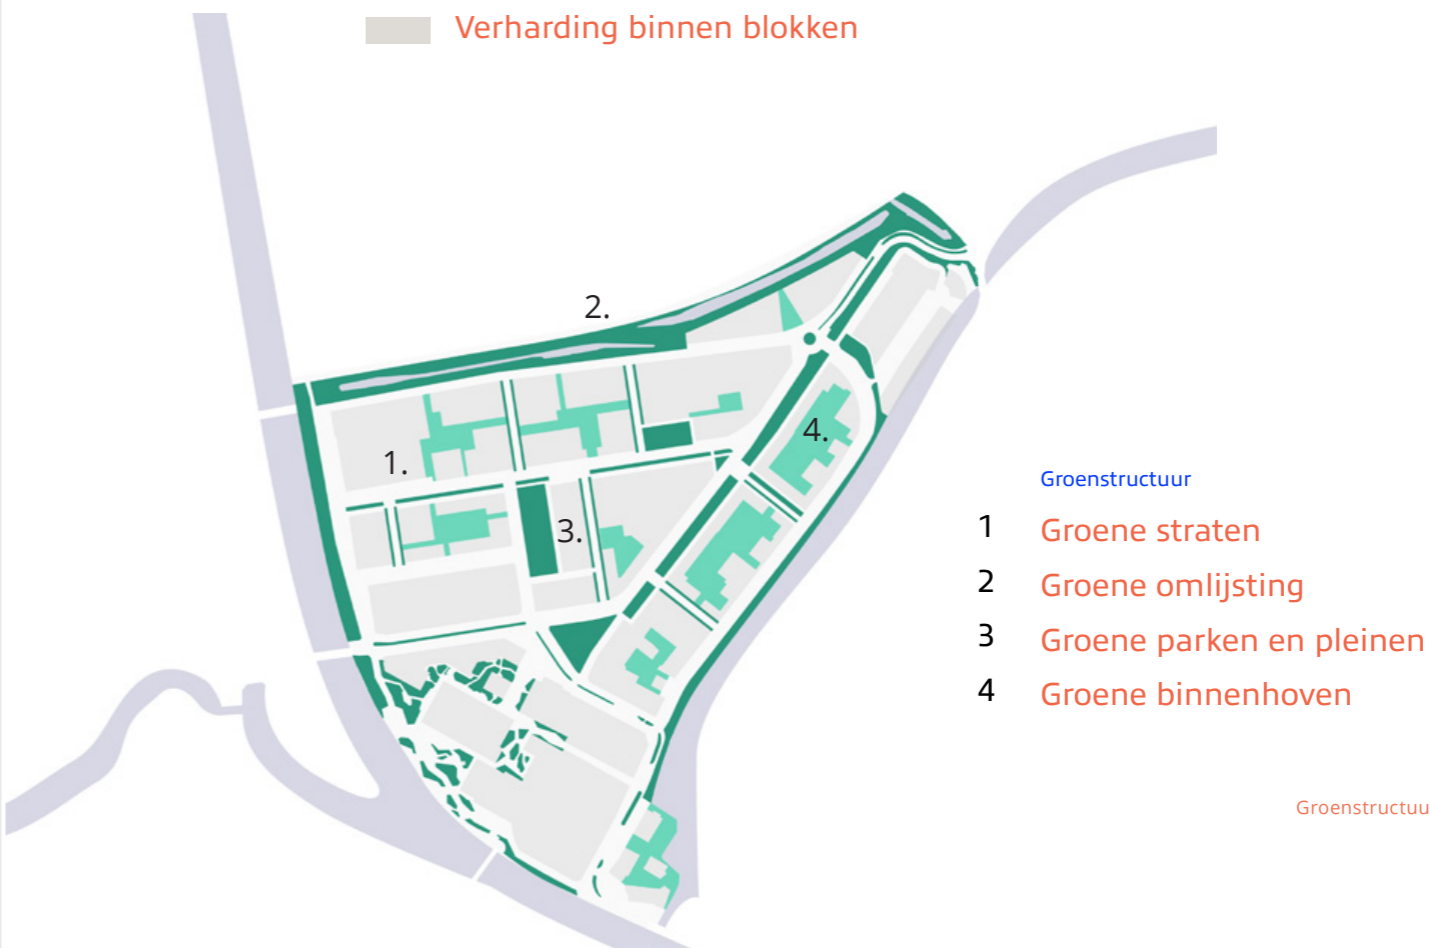 Verharding binnen blokken
2.
1.
4.
3.
Groenstructuur
1 Groene straten
2 Groene omlijsting
3 Groene parken en pleinen
4 Groene binnenhoven
Groenstructuu